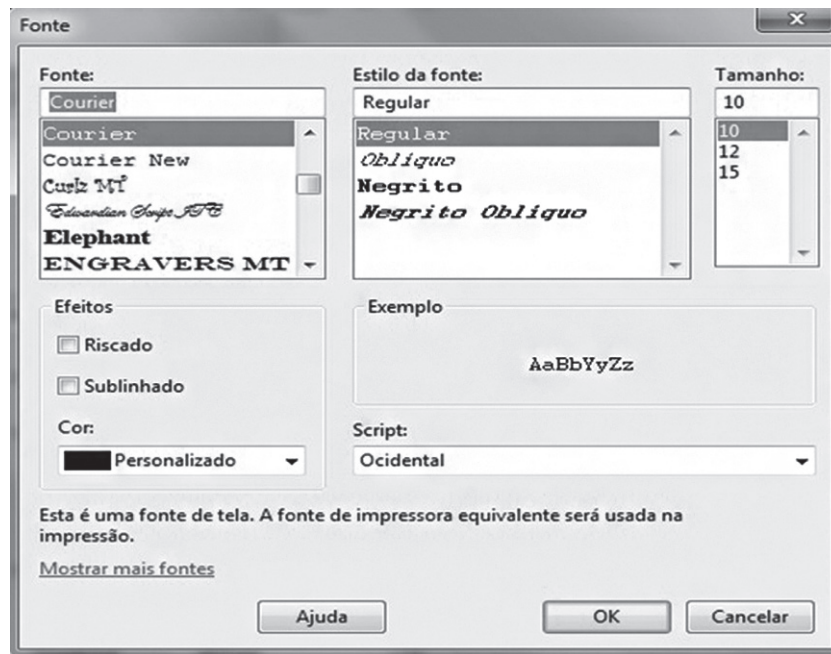 Fonte
Fonte:
Courier
Courier
Courier New
Curlz MT
Edwardian Script ITC
Elephant
ENGRAVERS MT
Estilo da fonte:
Regular
Regular
Oblíquo
Negrito
Negrito Oblíquo
Tamanho:
10
10
12
15
Efeitos
Riscado
Sublinhado
Cor:
Personalizado
Exemplo
AaBbYyZz
Script:
Ocidental
Esta é uma fonte de tela. A fonte de impressora equivalente será usada na
impressão.
Mostrar mais fontes
Ajuda
OK
Cancelar